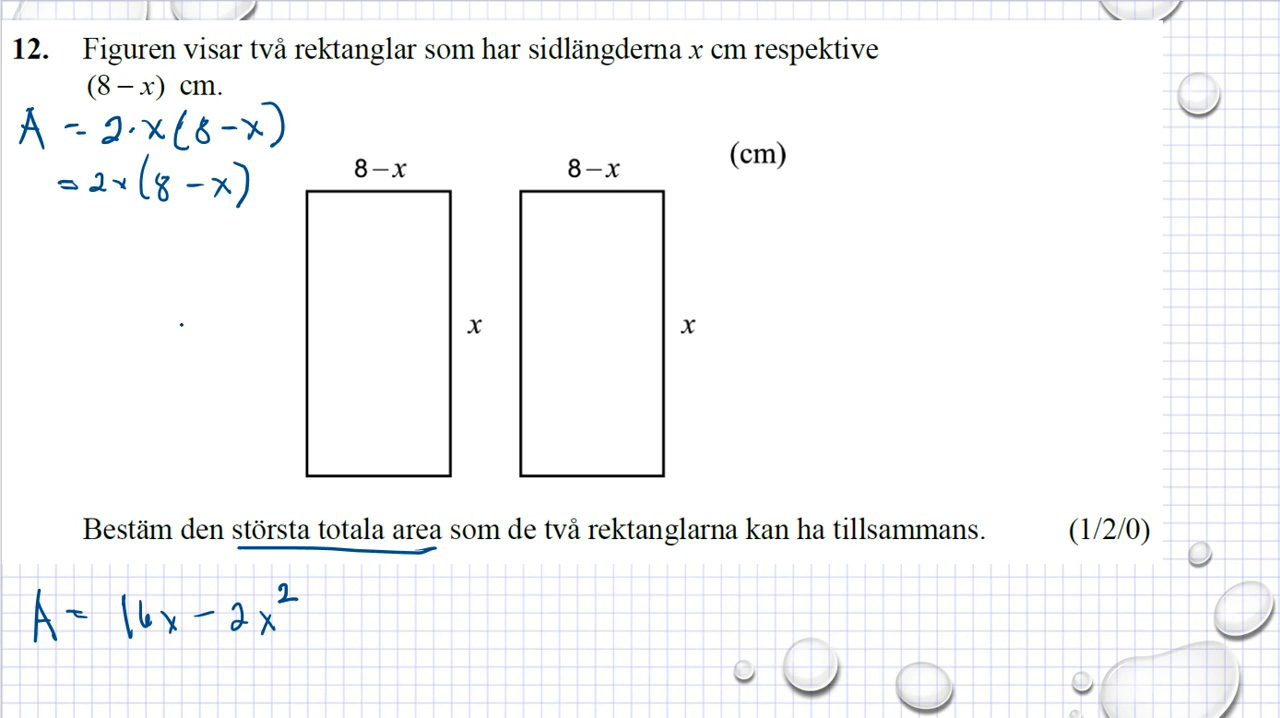 12. Figuren visar två rektanglar som har sidlängderna x cm respektive
(8 – x) cm.
A = 2·x(8-x)
= 2x(8-x)
8–x 8–x (cm)
x x
Bestäm den största totala area som de två rektanglarna kan ha tillsammans. (1/2/0)
A = 16x - 2x²